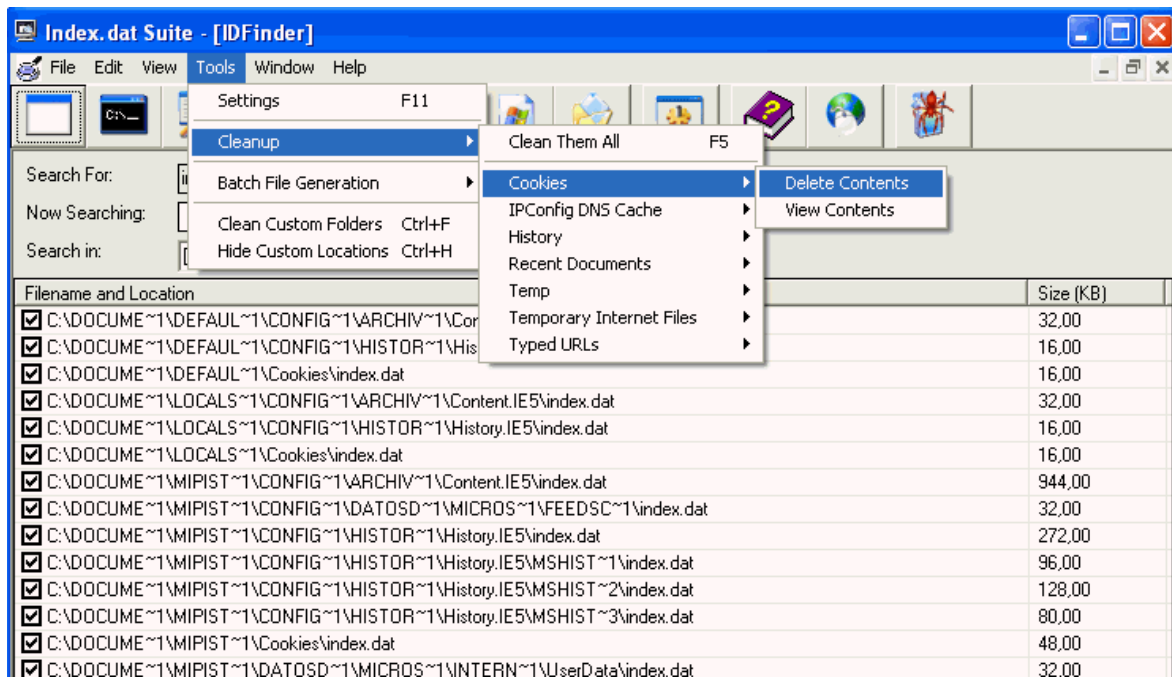 Index.dat Suite - [IDFinder]
File Edit View Tools Window Help
Settings F11
Cleanup
Batch File Generation
Clean Custom Folders Ctrl+F
Hide Custom Locations Ctrl+H
Clean Them All F5
Cookies
IPConfig DNS Cache
History
Recent Documents
Temp
Temporary Internet Files
Typed URLs
Delete Contents
View Contents
C:\_
Search For:
Now Searching:
Search in:
Filename and Location Size (KB)
C:\DOCUME~1\DEFAUL~1\CONFIG~1\ARCHIV~1\Cor 32,00
C:\DOCUME~1\DEFAUL~1\CONFIG~1\HISTOR~1\His 16,00
C:\DOCUME~1\DEFAUL~1\Cookies\index.dat 16,00
C:\DOCUME~1\LOCALS~1\CONFIG~1\ARCHIV~1\Content.IE5\index.dat 32,00
C:\DOCUME~1\LOCALS~1\CONFIG~1\HISTOR~1\History.IE5\index.dat 16,00
C:\DOCUME~1\LOCALS~1\Cookies\index.dat 16,00
C:\DOCUME~1\MIPIST~1\CONFIG~1\ARCHIV~1\Content.IE5\index.dat 944,00
C:\DOCUME~1\MIPIST~1\CONFIG~1\DATOSD~1\MICROS~1\FEEDSC~1\index.dat 32,00
C:\DOCUME~1\MIPIST~1\CONFIG~1\HISTOR~1\History.IE5\index.dat 272,00
C:\DOCUME~1\MIPIST~1\CONFIG~1\HISTOR~1\History.IE5\MSHIST~1\index.dat 96,00
C:\DOCUME~1\MIPIST~1\CONFIG~1\HISTOR~1\History.IE5\MSHIST~2\index.dat 128,00
C:\DOCUME~1\MIPIST~1\CONFIG~1\HISTOR~1\History.IE5\MSHIST~3\index.dat 80,00
C:\DOCUME~1\MIPIST~1\Cookies\index.dat 48,00
C:\DOCUME~1\MIPIST~1\DATOSD~1\MICROS~1\INTERN~1\UserData\index.dat 32,00